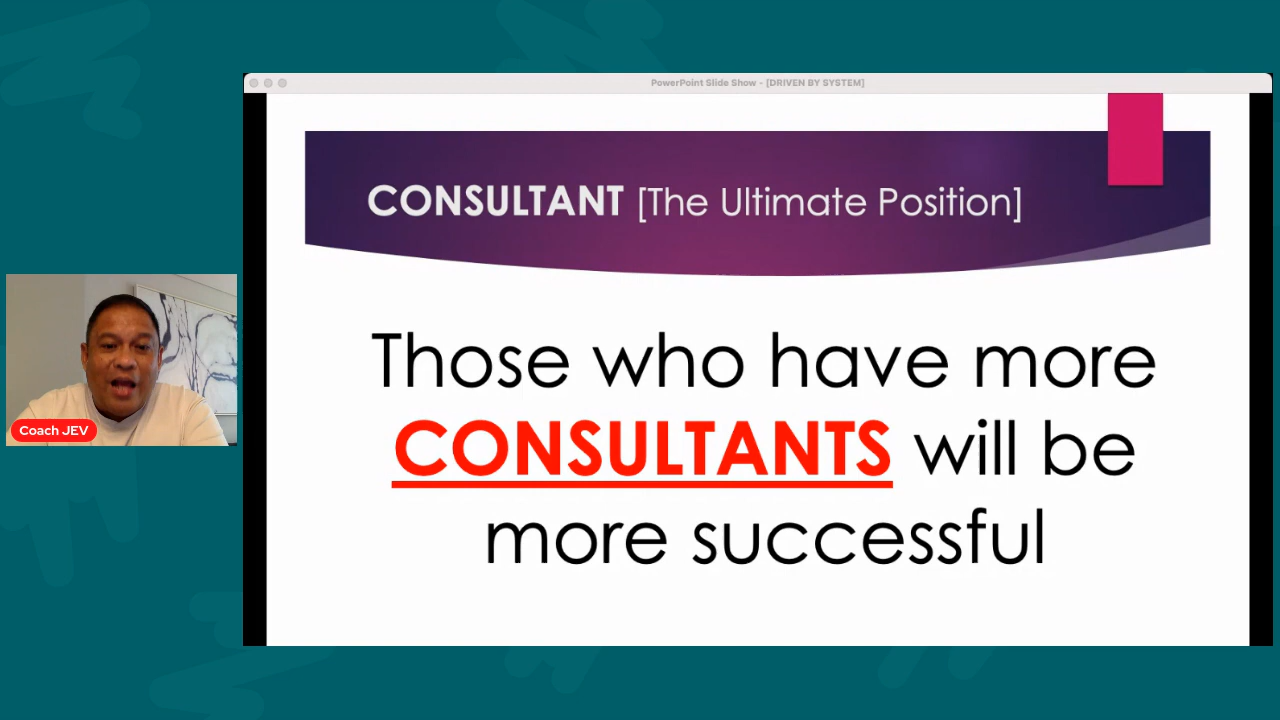 PowerPoint Slide Show - [DRIVEN BY SYSTEM]
CONSULTANT [The Ultimate Position]
Those who have more
CONSULTANTS will be
more successful
Coach JEV